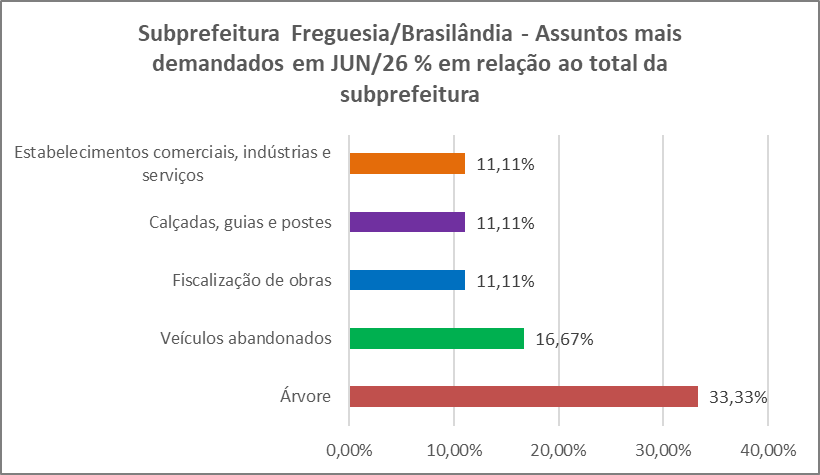 Subprefeitura Freguesia/Brasilândia - Assuntos mais
demandados em JUN/26 % em relação ao total da
subprefeitura
Estabelecimentos comerciais, indústrias e
serviços
11,11%
Calçadas, guias e postes
11,11%
Fiscalização de obras
11,11%
Veículos abandonados
16,67%
Árvore
33,33%
0,00%
10,00%
20,00%
30,00%
40,00%